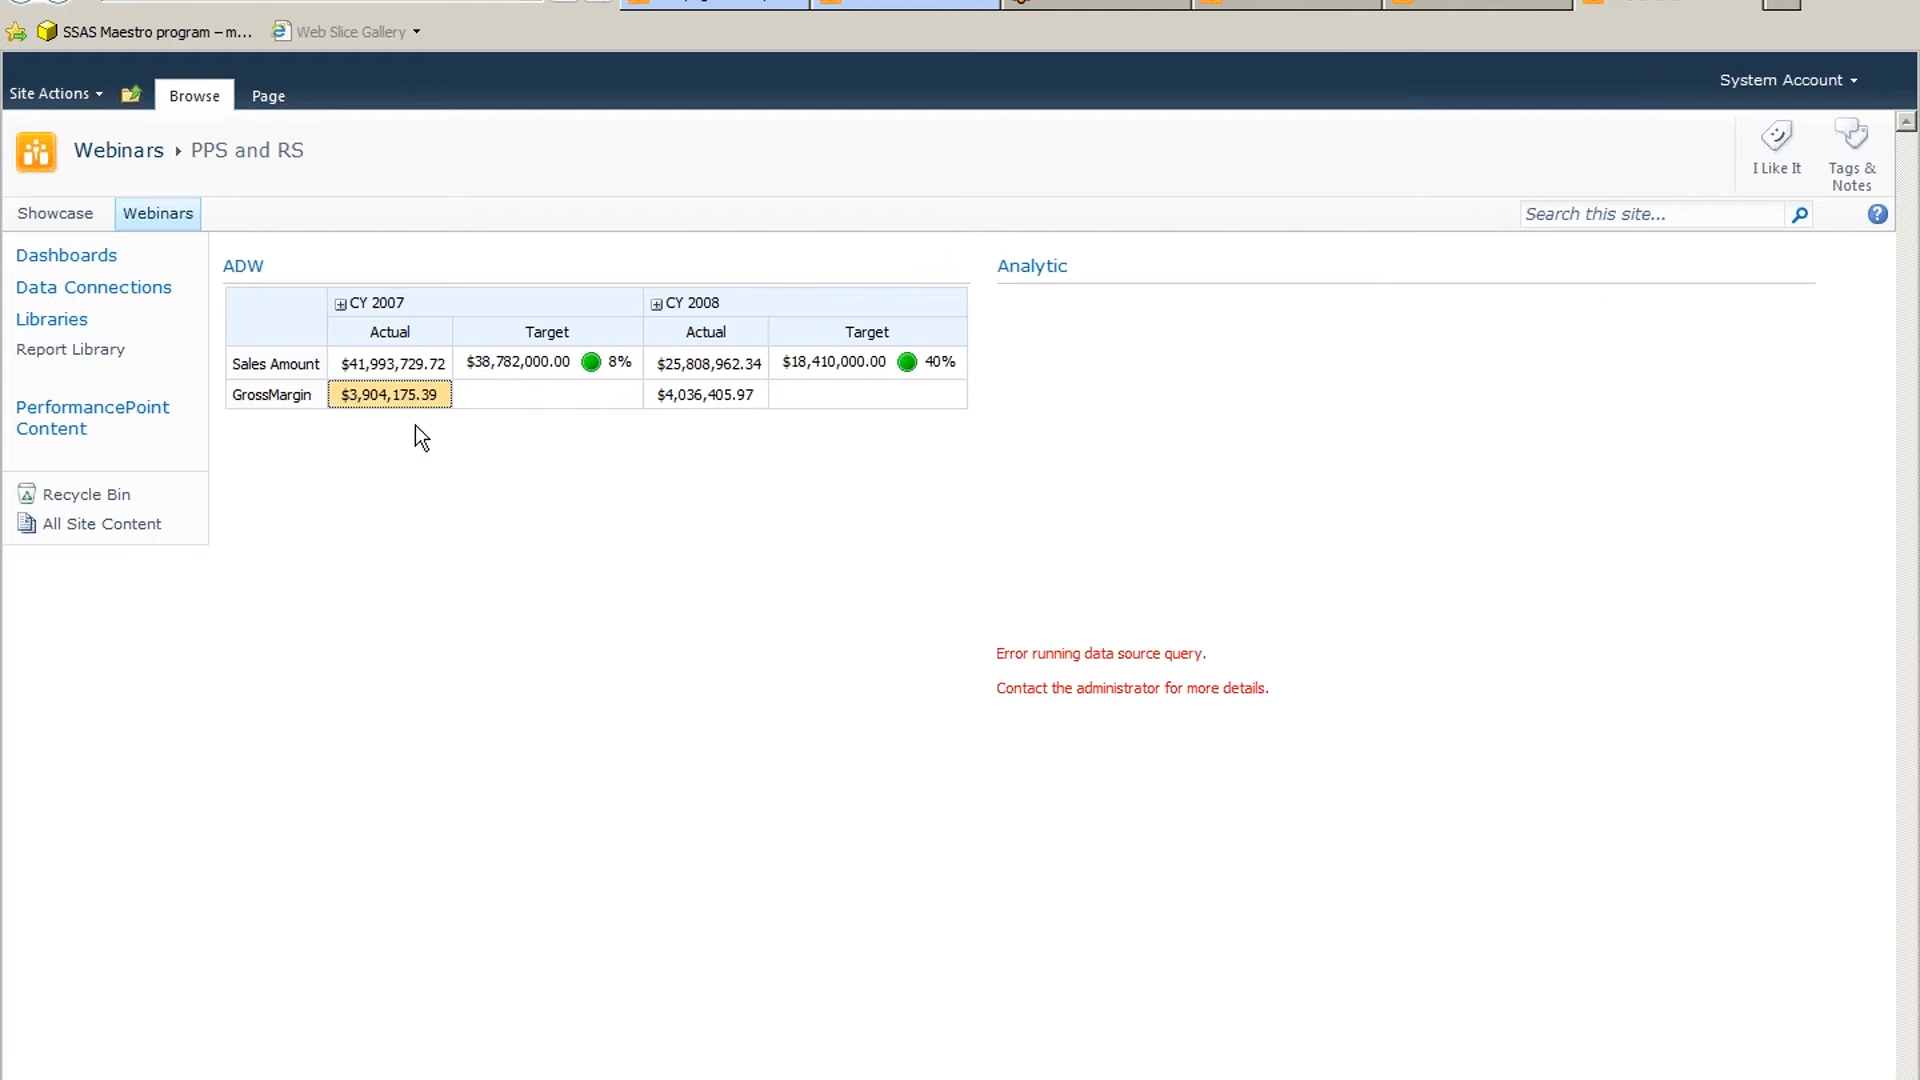 SSAS Maestro program – m...
Web Slice Gallery
Site Actions
Browse
Page
System Account
Webinars
PPS and RS
I Like It
Tags &
Notes
Showcase
Webinars
Search this site...
Dashboards
Data Connections
Libraries
Report Library
PerformancePoint
Content
Recycle Bin
All Site Content
ADW
CY 2007 CY 2008
Actual Target Actual Target
Sales Amount $41,993,729.72 $38,782,000.00 8% $25,808,962.34 $18,410,000.00 40%
GrossMargin $3,904,175.39 $4,036,405.97
Analytic
Error running data source query.
Contact the administrator for more details.